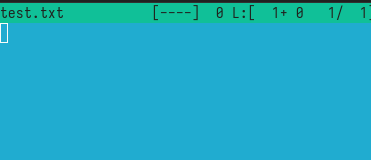 test.txt [----] 0 L:[ 1+ 0 1/ 1]